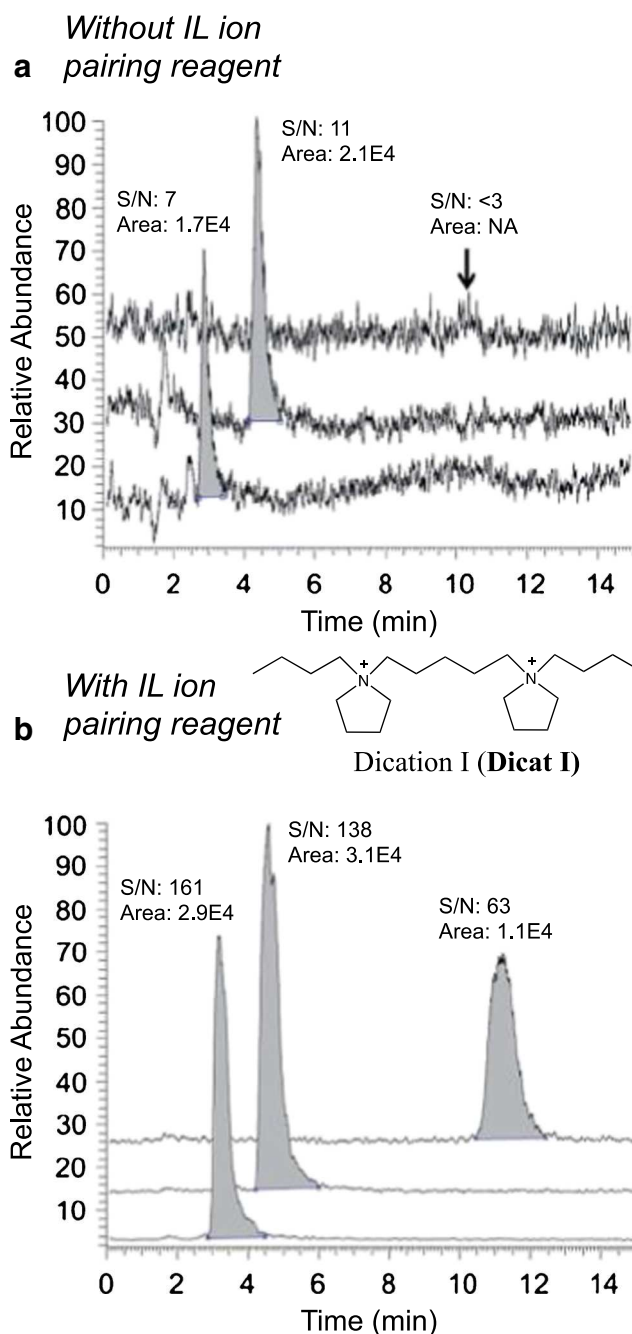 Without IL ion
a pairing reagent
S/N: 11
Area: 2.1E4
S/N: 7
Area: 1.7E4
S/N: <3
Area: NA
Relative Abundance
100
90
80
70
60
50
40
30
20
10
0 2 4 6 8 10 12 14
Time (min)
With IL ion
b pairing reagent
+ +
N N
Dication I (Dicat I)
S/N: 138
Area: 3.1E4
S/N: 161
Area: 2.9E4
S/N: 63
Area: 1.1E4
Relative Abundance
100
90
80
70
60
50
40
30
20
10
0 2 4 6 8 10 12 14
Time (min)